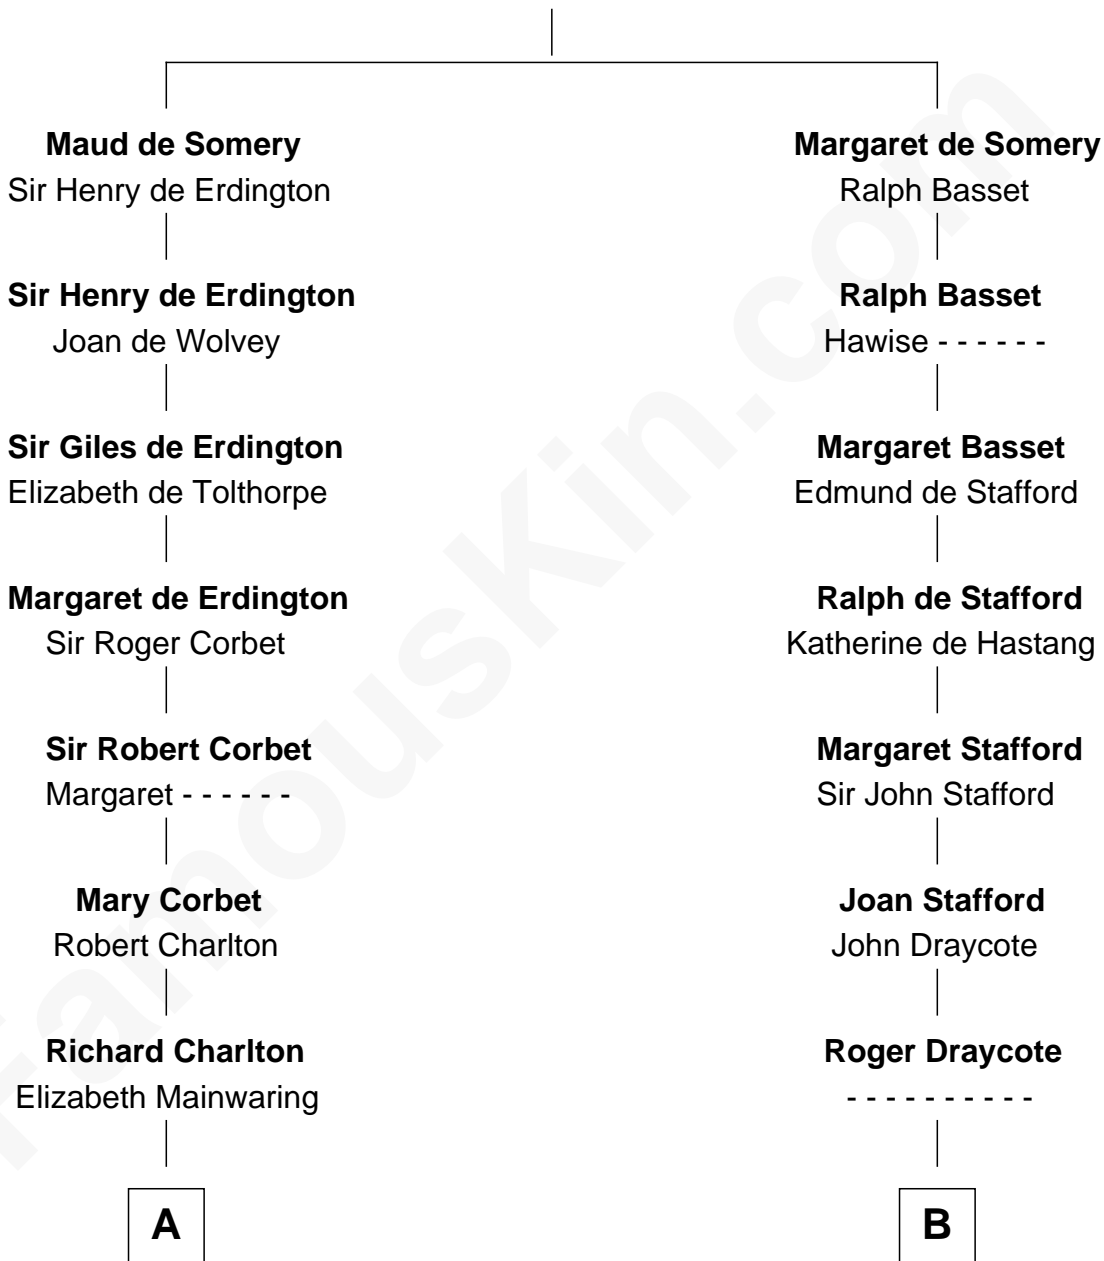 Maud de Somery
Sir Henry de Erdington
Sir Henry de Erdington
Joan de Wolvey
Sir Giles de Erdington
Elizabeth de Tolthorpe
Margaret de Erdington
Sir Roger Corbet
Sir Robert Corbet
Margaret - - - - - -
Mary Corbet
Robert Charlton
Richard Charlton
Elizabeth Mainwaring
A
Margaret de Somery
Ralph Basset
Ralph Basset
Hawise - - - - - -
Margaret Basset
Edmund de Stafford
Ralph de Stafford
Katherine de Hastang
Margaret Stafford
Sir John Stafford
Joan Stafford
John Draycote
Roger Draycote
- - - - - - - - - -
B
FamousKin.com